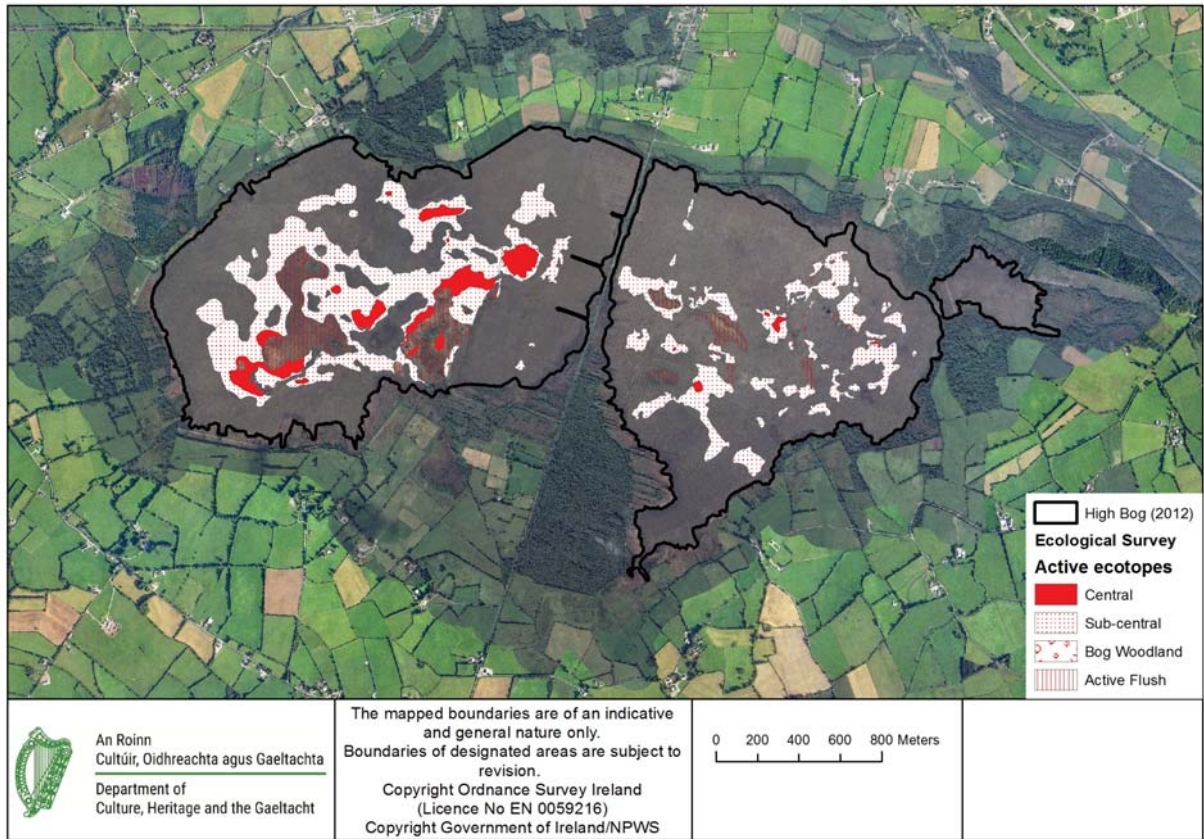 High Bog (2012)
Ecological Survey
Active ecotopes
Central
Sub-central
Bog Woodland
Active Flush
An Roinn
Cultúir, Oidhreachta agus Gaeltachta
Department of
Culture, Heritage and the Gaeltacht
The mapped boundaries are of an indicative
and general nature only.
Boundaries of designated areas are subject to
revision.
Copyright Ordnance Survey Ireland
(Licence No EN 0059216)
Copyright Government of Ireland/NPWS
0 200 400 600 800 Meters